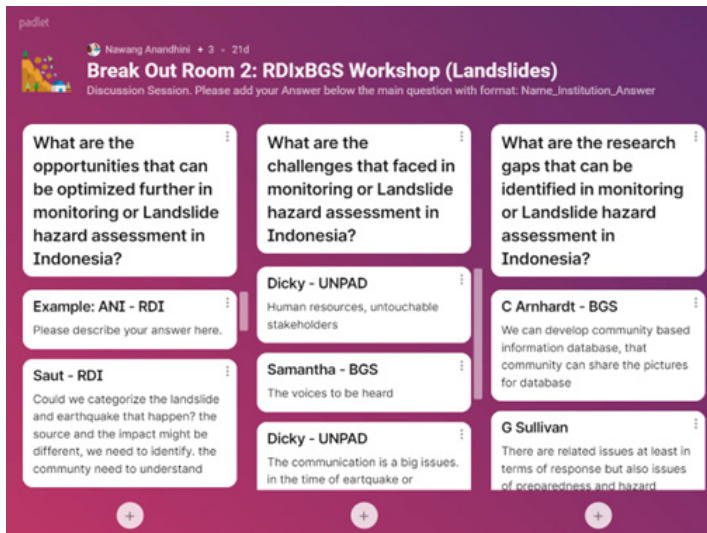 padlet
Nawang Anandhini + 3 • 21d
Break Out Room 2: RDIxBGS Workshop (Landslides)
Discussion Session. Please add your Answer below the main question with format: Name_Institution_Answer
What are the
opportunities that can
be optimized further in
monitoring or Landslide
hazard assessment in
Indonesia?
Example: ANI - RDI
Please describe your answer here.
Saut - RDI
Could we categorize the landslide
and earthquake that happen? the
source and the impact might be
different, we need to identify. the
communty need to understand
What are the
challenges that faced in
monitoring or Landslide
hazard assessment in
Indonesia?
Dicky - UNPAD
Human resources, untouchable
stakeholders
Samantha - BGS
The voices to be heard
Dicky - UNPAD
The communication is a big issues.
in the time of eartquake or
What are the research
gaps that can be
identified in monitoring
or Landslide hazard
assessment in
Indonesia?
C Arnhardt - BGS
We can develop community based
information database, that
community can share the pictures
for database
G Sullivan
There are related issues at least in
terms of response but also issues
of preparedness and hazard